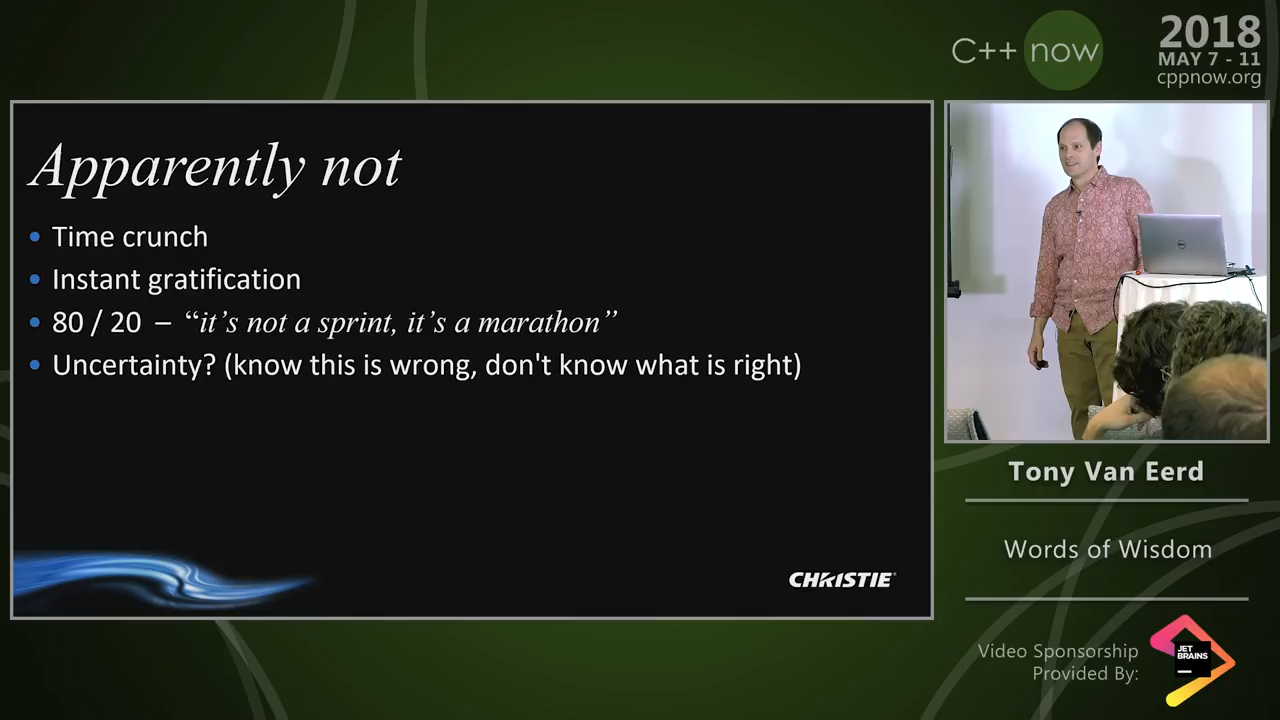 C++ now
2018
MAY 7 - 11
cppnow.org
Apparently not
• Time crunch
• Instant gratification
• 80 / 20 – “it’s not a sprint, it’s a marathon”
• Uncertainty? (know this is wrong, don't know what is right)
CHRISTIE®
DELL
Tony Van Eerd
Words of Wisdom
Video Sponsorship
Provided By:
JET
BRAINS